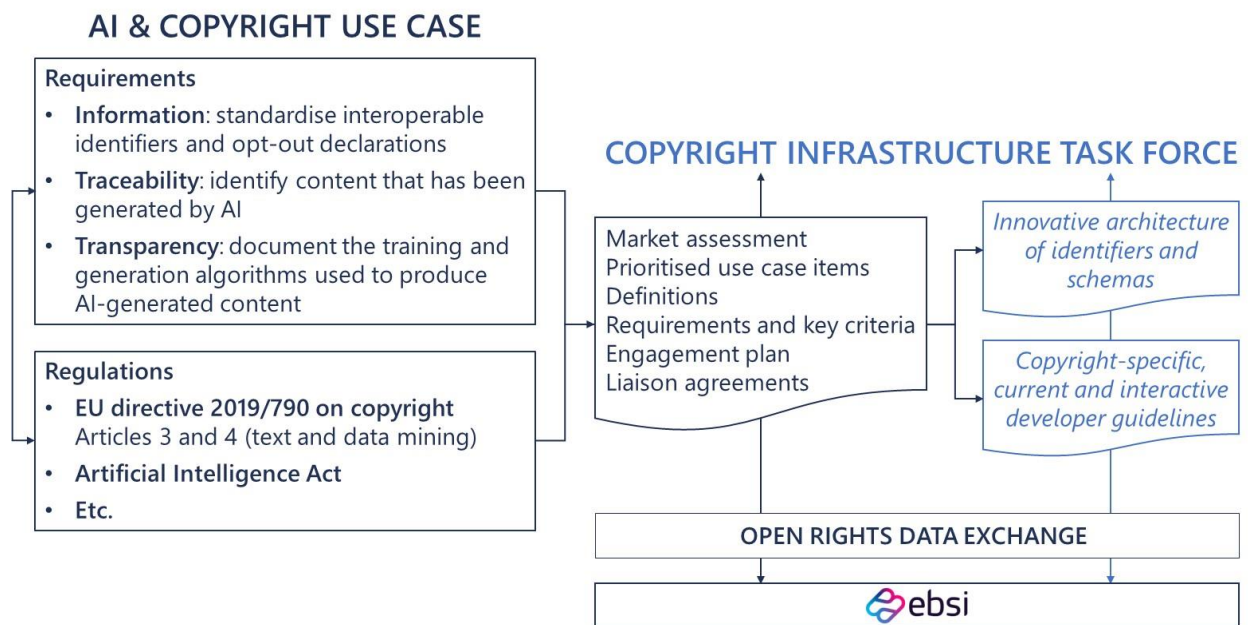 AI & COPYRIGHT USE CASE
Requirements
• Information: standardise interoperable
identifiers and opt-out declarations
• Traceability: identify content that has been
generated by AI
• Transparency: document the training and
generation algorithms used to produce
AI-generated content
Regulations
• EU directive 2019/790 on copyright
Articles 3 and 4 (text and data mining)
• Artificial Intelligence Act
• Etc.
COPYRIGHT INFRASTRUCTURE TASK FORCE
Market assessment
Prioritised use case items
Definitions
Requirements and key criteria
Engagement plan
Liaison agreements
Innovative architecture
of identifiers and
schemas
Copyright-specific,
current and interactive
developer guidelines
OPEN RIGHTS DATA EXCHANGE
ebsi